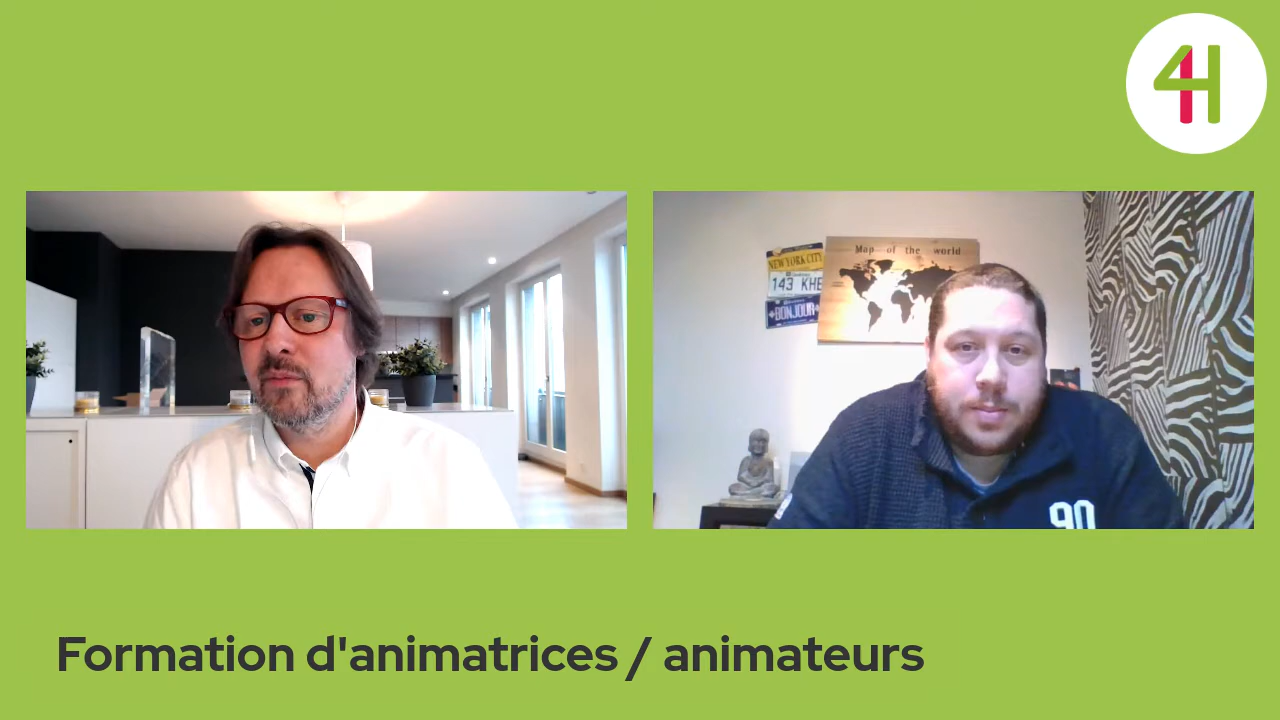 4H
Map of the world
NEW YORK CITY
143 KHE
BONJOUR
90
Formation d'animatrices / animateurs